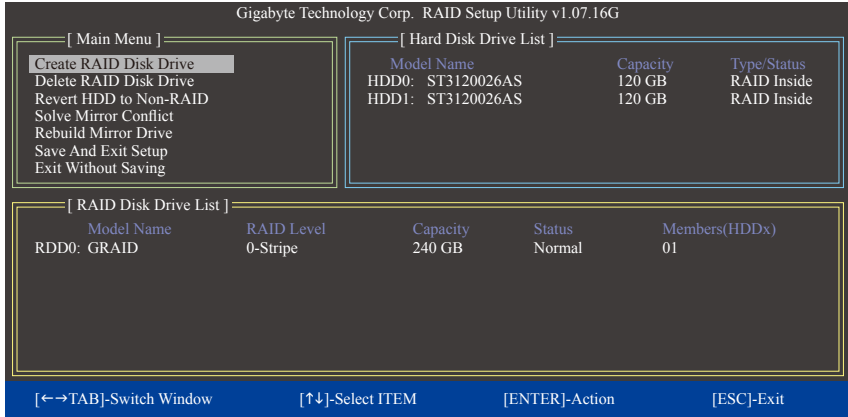 Gigabyte Technology Corp. RAID Setup Utility v1.07.16G
[ Main Menu ]
Create RAID Disk Drive
Delete RAID Disk Drive
Revert HDD to Non-RAID
Solve Mirror Conflict
Rebuild Mirror Drive
Save And Exit Setup
Exit Without Saving
[ Hard Disk Drive List ]
Model Name Capacity Type/Status
HDD0: ST3120026AS 120 GB RAID Inside
HDD1: ST3120026AS 120 GB RAID Inside
[ RAID Disk Drive List ]
Model Name RAID Level Capacity Status Members(HDDx)
RDD0: GRAID 0-Stripe 240 GB Normal 01
[←→TAB]-Switch Window [↑↓]-Select ITEM [ENTER]-Action [ESC]-Exit